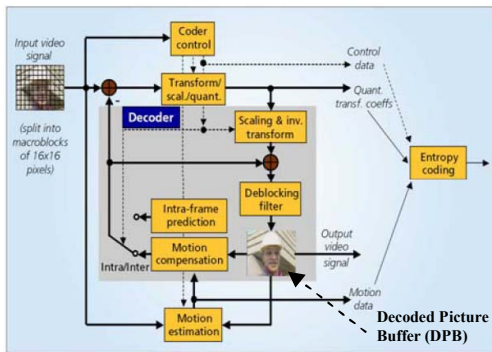 Input video
signal
(split into
macroblocks
of 16x16
pixels)
Coder
control
Control
data
Transform/
scal./quant.
Quant.
transf. coeffs
-
Decoder
Scaling & inv.
transform
Entropy
coding
Deblocking
filter
Intra-frame
prediction
Output
video
signal
Motion
compensation
Intra/Inter
Motion
data
Motion
estimation
Decoded Picture
Buffer (DPB)